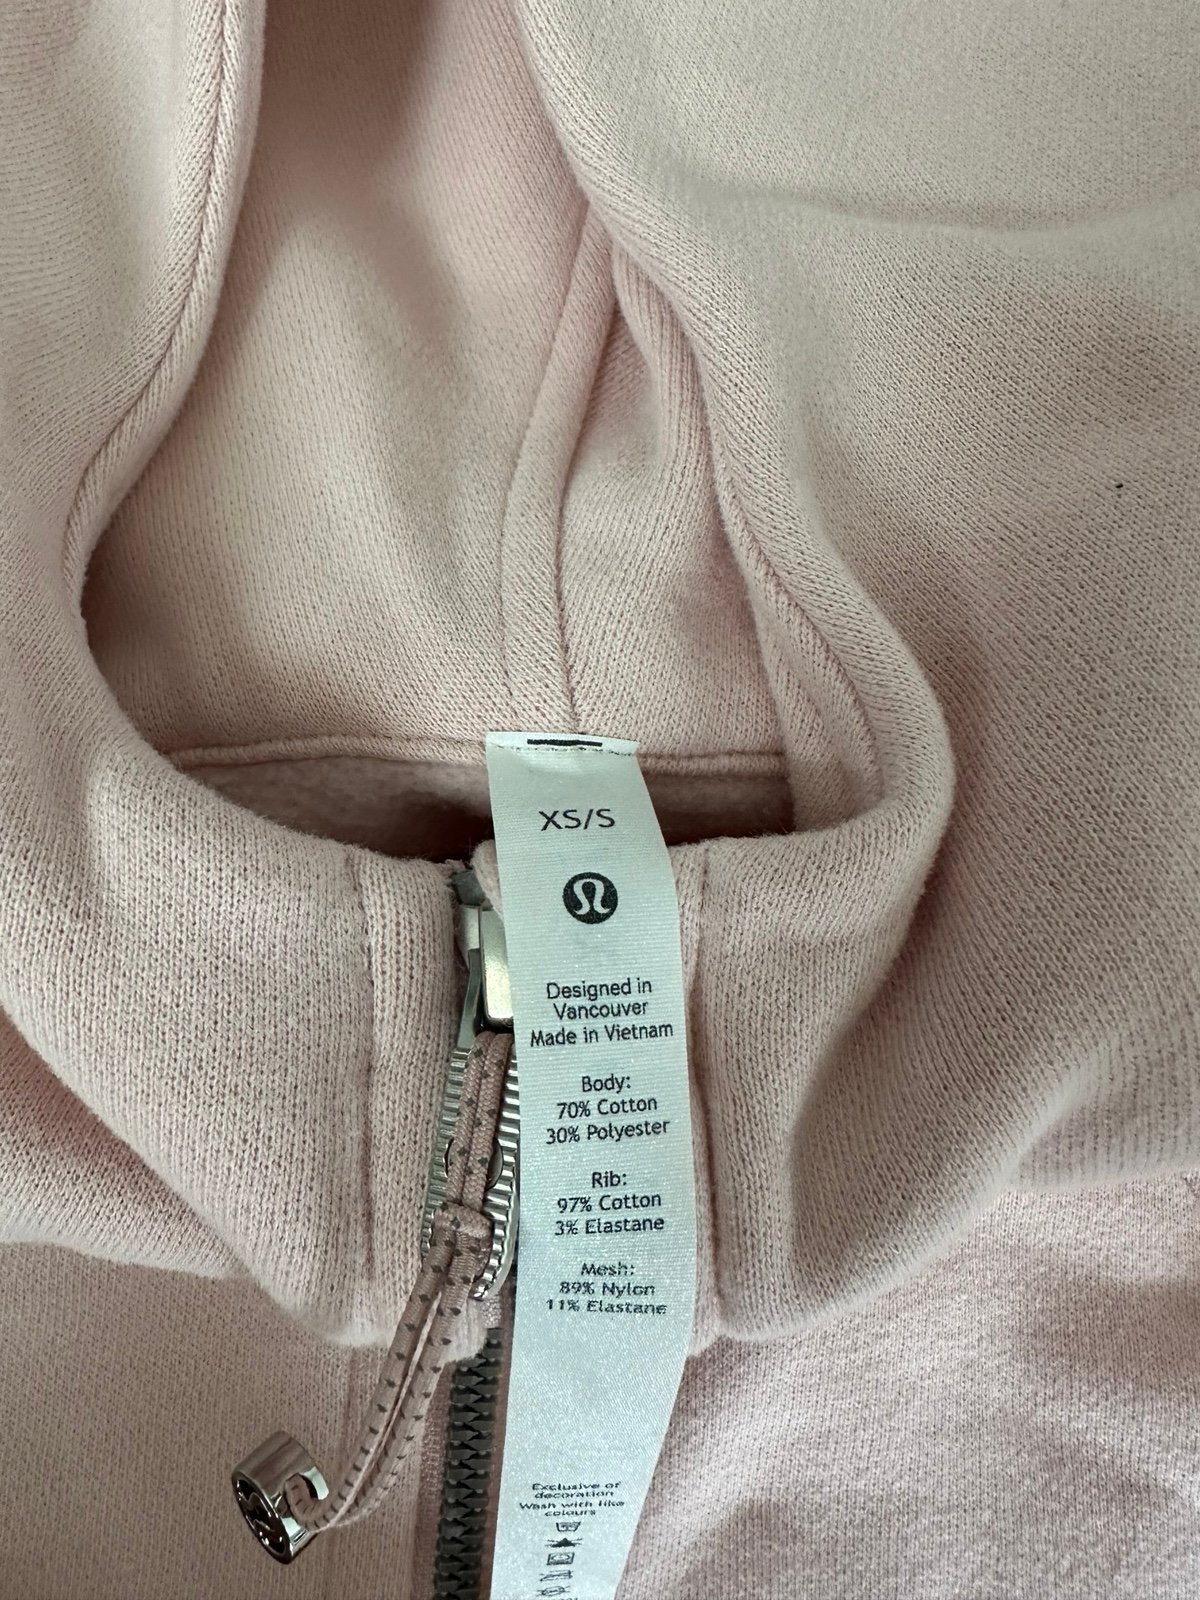 XS/S
Designed in
Vancouver
Made in Vietnam
Body:
70% Cotton
30% Polyester
Rib:
97% Cotton
3% Elastane
Mesh:
89% Nylon
11% Elastane
Exclusive of
decoration
Wash with like
colours